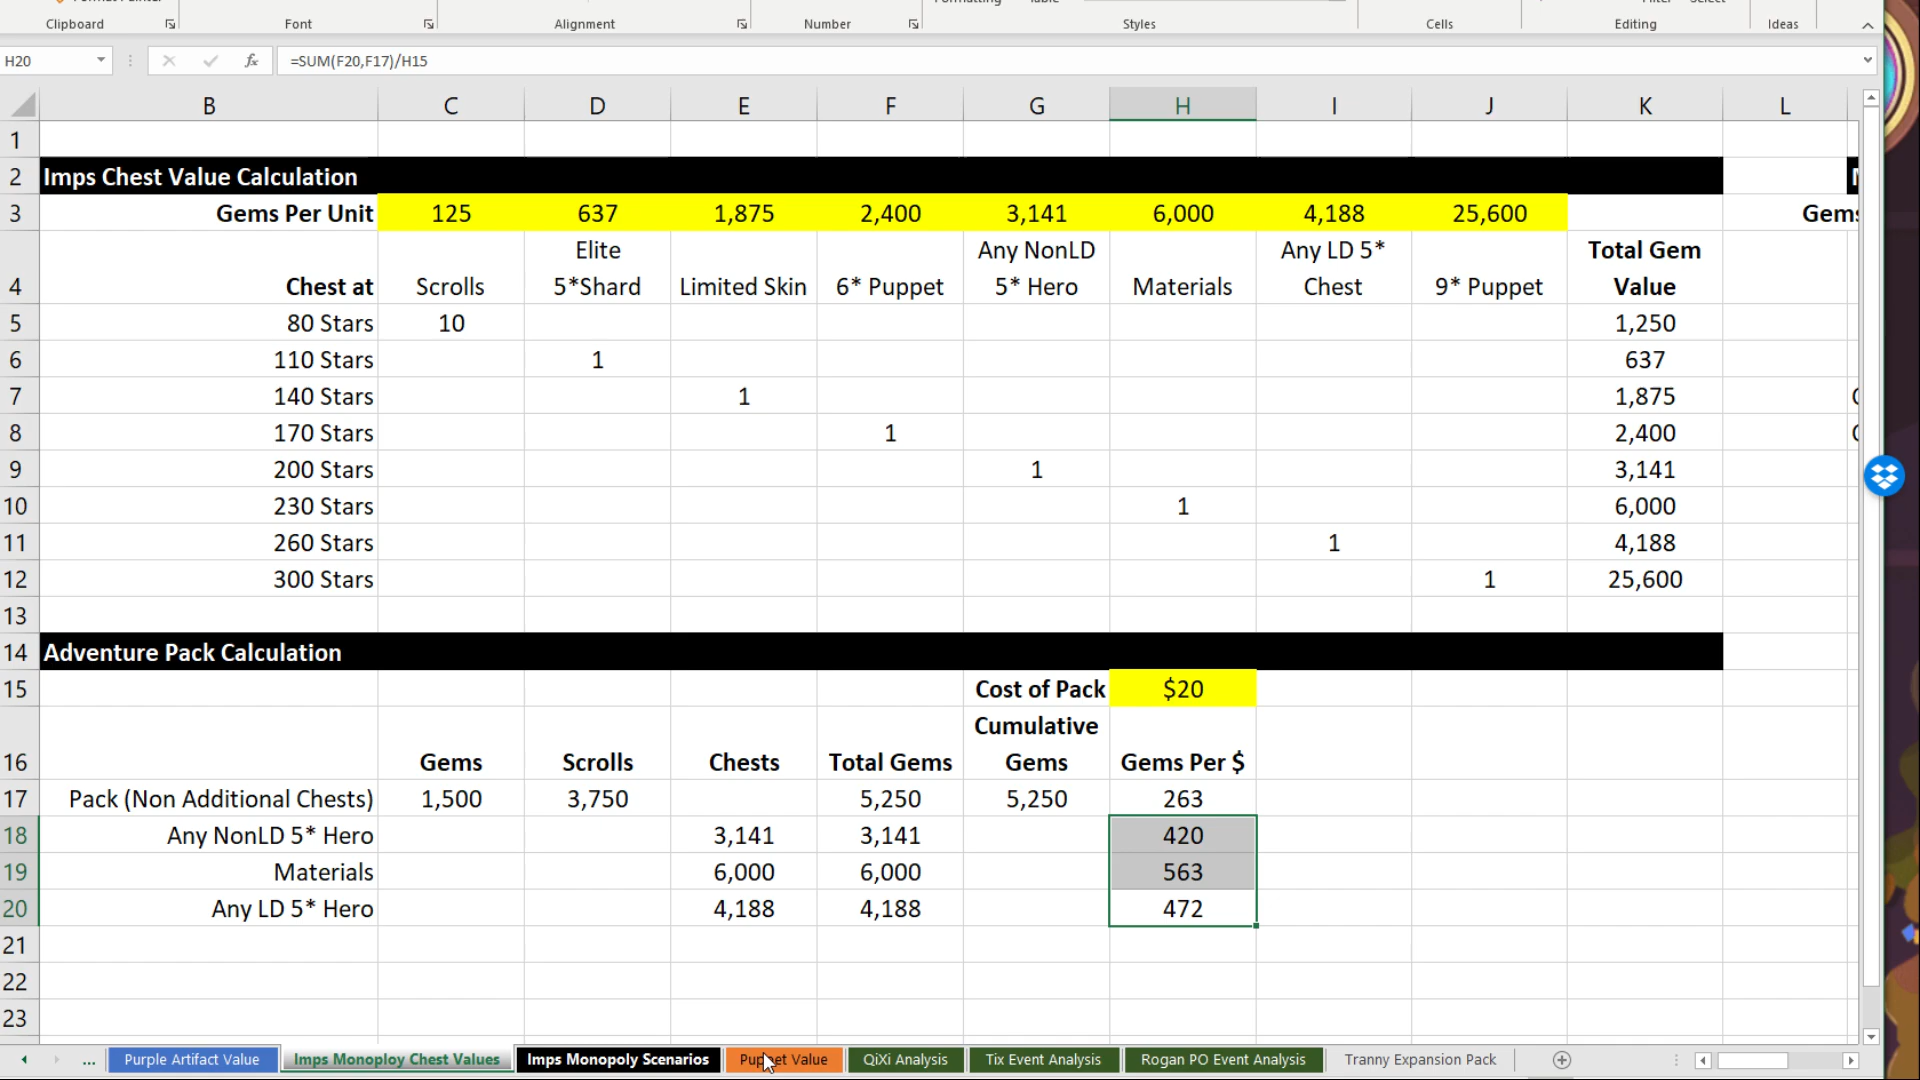 Clipboard Font Alignment Number Styles Cells Editing Ideas
H20 fx =SUM(F20,F17)/H15
B C D E F G H I J K L
1
2 Imps Chest Value Calculation
3 Gems Per Unit 125 637 1,875 2,400 3,141 6,000 4,188 25,600
Elite Any NonLD Any LD 5* Total Gem
4 Chest at Scrolls 5*Shard Limited Skin 6* Puppet 5* Hero Materials Chest 9* Puppet Value
5 80 Stars 10 1,250
6 110 Stars 1 637
7 140 Stars 1 1,875
8 170 Stars 1 2,400
9 200 Stars 1 3,141
10 230 Stars 1 6,000
11 260 Stars 1 4,188
12 300 Stars 1 25,600
13
14 Adventure Pack Calculation
15 Cost of Pack $20
Cumulative
16 Gems Scrolls Chests Total Gems Gems Gems Per $
17 Pack (Non Additional Chests) 1,500 3,750 5,250 5,250 263
18 Any NonLD 5* Hero 3,141 3,141 420
19 Materials 6,000 6,000 563
20 Any LD 5* Hero 4,188 4,188 472
21
22
23
... Purple Artifact Value Imps Monoploy Chest Values Imps Monopoly Scenarios Puppet Value QiXi Analysis Tix Event Analysis Rogan PO Event Analysis Tranny Expansion Pack